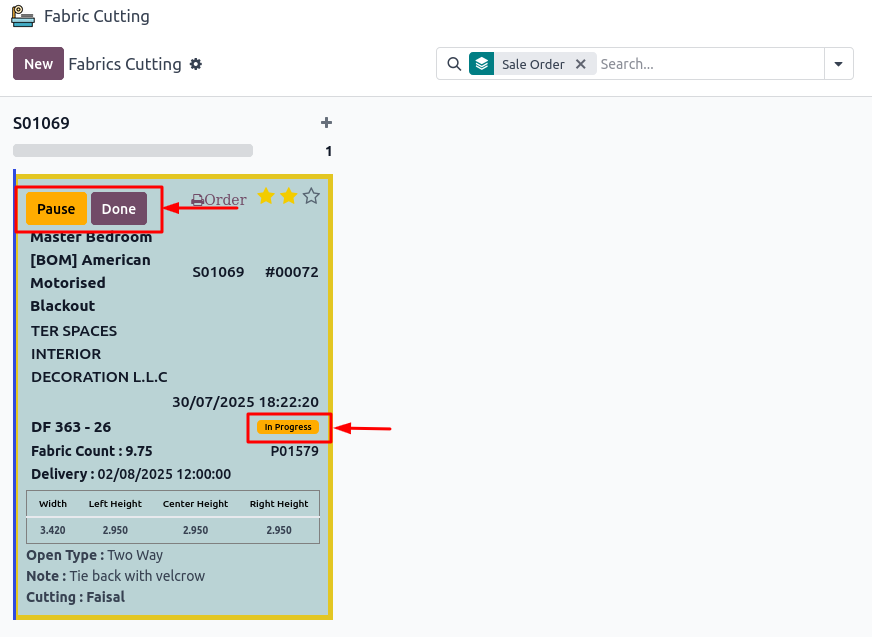 Fabric Cutting
New Fabrics Cutting Sale Order Search...
S01069
1
Pause Done Order
Master Bedroom
[BOM] American
Motorised
Blackout
S01069 #00072
TER SPACES
INTERIOR
DECORATION L.L.C
30/07/2025 18:22:20
DF 363 - 26 In Progress
Fabric Count : 9.75 P01579
Delivery : 02/08/2025 12:00:00
Width Left Height Center Height Right Height
3.420 2.950 2.950 2.950
Open Type : Two Way
Note : Tie back with velcrow
Cutting : Faisal